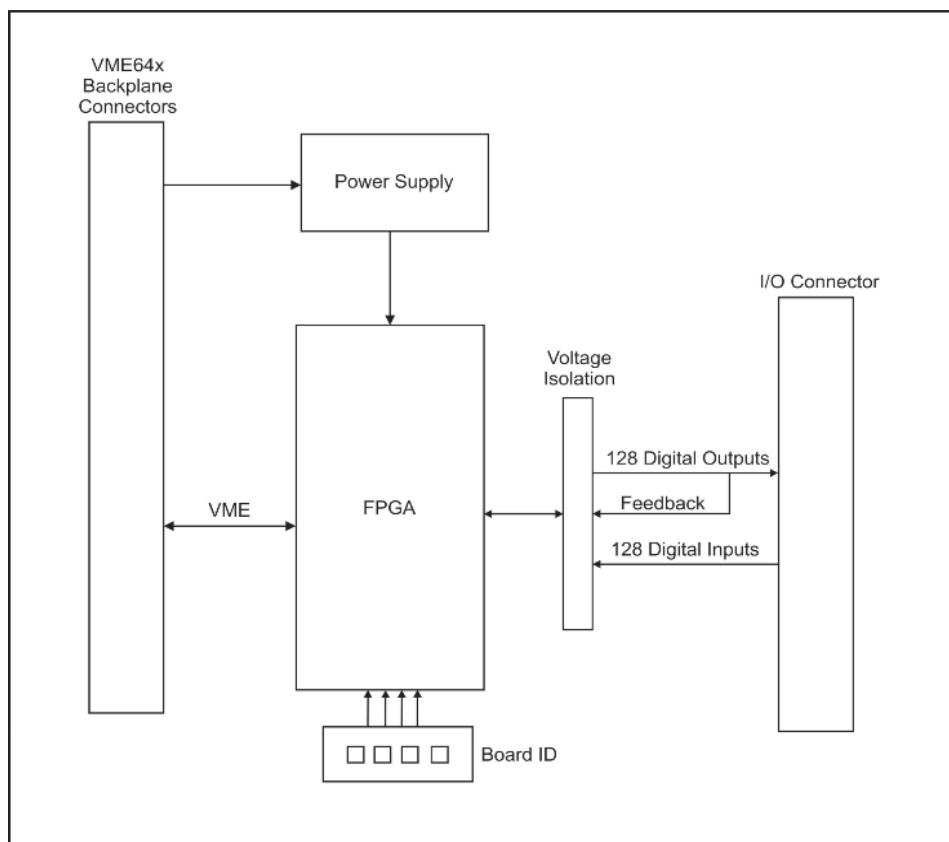 VME64x
Backplane
Connectors
Power Supply
I/O Connector
Voltage
Isolation
128 Digital Outputs
Feedback
128 Digital Inputs
VME
FPGA
Board ID